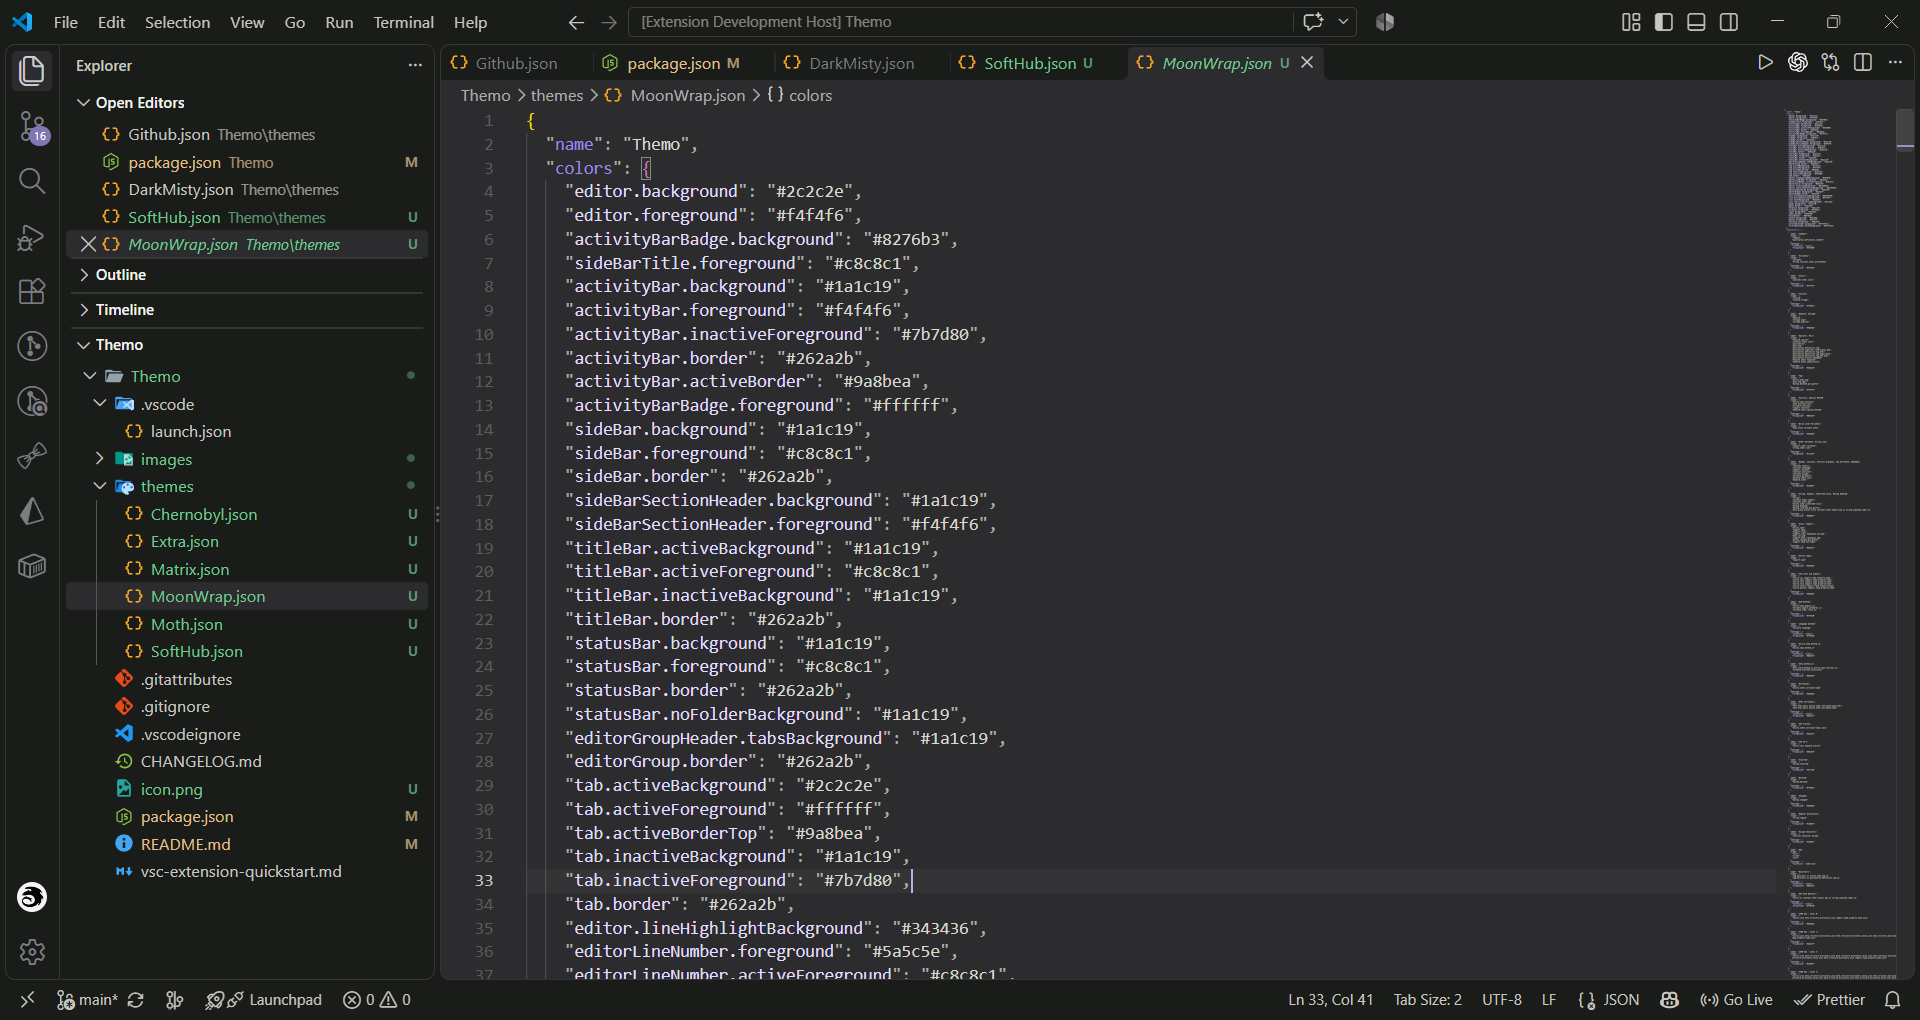 File Edit Selection View Go Run Terminal Help
[Extension Development Host] Themo
Explorer
Open Editors
Github.json Themo\themes
package.json Themo M
DarkMisty.json Themo\themes
SoftHub.json Themo\themes U
MoonWrap.json Themo\themes U
Outline
Timeline
Themo
Themo
.vscode
launch.json
images
themes
Chernobyl.json U
Extra.json U
Matrix.json U
MoonWrap.json U
Moth.json U
SoftHub.json U
.gitattributes
.gitignore
.vscodeignore
CHANGELOG.md
icon.png U
package.json M
README.md M
vsc-extension-quickstart.md
16
Github.json package.json M DarkMisty.json SoftHub.json U MoonWrap.json U
Themo > themes > {} MoonWrap.json > {} colors
1 {
2 "name": "Themo",
3 "colors": {
4 "editor.background": "#2c2c2e",
5 "editor.foreground": "#f4f4f6",
6 "activityBarBadge.background": "#8276b3",
7 "sideBarTitle.foreground": "#c8c8c1",
8 "activityBar.background": "#1a1c19",
9 "activityBar.foreground": "#f4f4f6",
10 "activityBar.inactiveForeground": "#7b7d80",
11 "activityBar.border": "#262a2b",
12 "activityBar.activeBorder": "#9a8bea",
13 "activityBarBadge.foreground": "#ffffff",
14 "sideBar.background": "#1a1c19",
15 "sideBar.foreground": "#c8c8c1",
16 "sideBar.border": "#262a2b",
17 "sideBarSectionHeader.background": "#1a1c19",
18 "sideBarSectionHeader.foreground": "#f4f4f6",
19 "titleBar.activeBackground": "#1a1c19",
20 "titleBar.activeForeground": "#c8c8c1",
21 "titleBar.inactiveBackground": "#1a1c19",
22 "titleBar.border": "#262a2b",
23 "statusBar.background": "#1a1c19",
24 "statusBar.foreground": "#c8c8c1",
25 "statusBar.border": "#262a2b",
26 "statusBar.noFolderBackground": "#1a1c19",
27 "editorGroupHeader.tabsBackground": "#1a1c19",
28 "editorGroup.border": "#262a2b",
29 "tab.activeBackground": "#2c2c2e",
30 "tab.activeForeground": "#ffffff",
31 "tab.activeBorderTop": "#9a8bea",
32 "tab.inactiveBackground": "#1a1c19",
33 "tab.inactiveForeground": "#7b7d80",
34 "tab.border": "#262a2b",
35 "editor.lineHighlightBackground": "#343436",
36 "editorLineNumber.foreground": "#5a5c5e",
37 "editorLineNumber.activeForeground": "#c8c8c1",
main* Launchpad 0 0 Ln 33, Col 41 Tab Size: 2 UTF-8 LF {} JSON Go Live Prettier